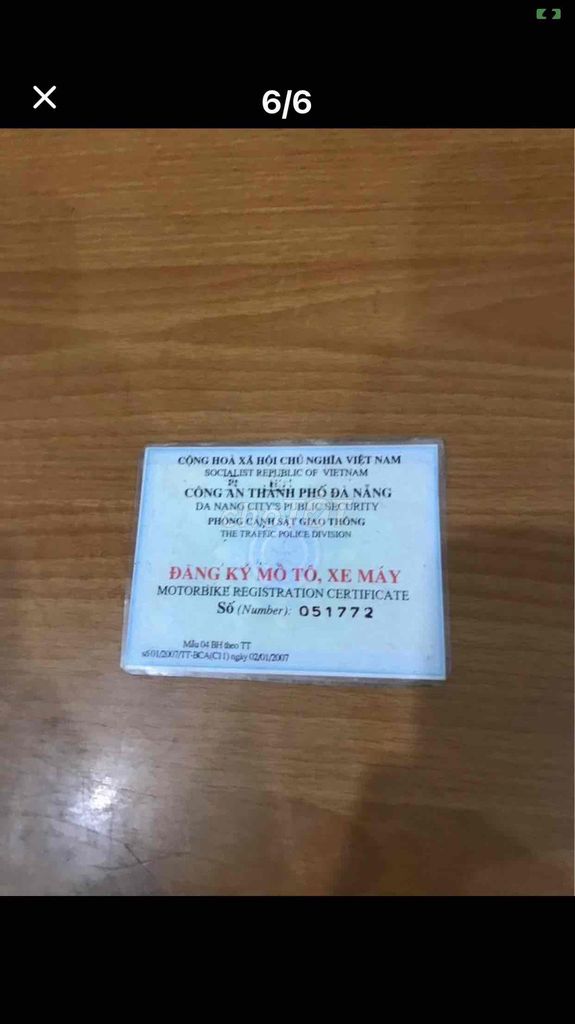 6/6
CỘNG HOÀ XÃ HỘI CHỦ NGHĨA VIỆT NAM
SOCIALIST REPUBLIC OF VIETNAM
CÔNG AN THÀNH PHỐ ĐÀ NẴNG
DA NANG CITY'S PUBLIC SECURITY
PHÒNG CẢNH SÁT GIAO THÔNG
THE TRAFFIC POLICE DIVISION
ĐĂNG KÝ MÔ TÔ, XE MÁY
MOTORBIKE REGISTRATION CERTIFICATE
Số (Number): 051772
Mẫu 04 BH theo TT
số 01/2007/TT-BCA(C11) ngày 02/01/2007